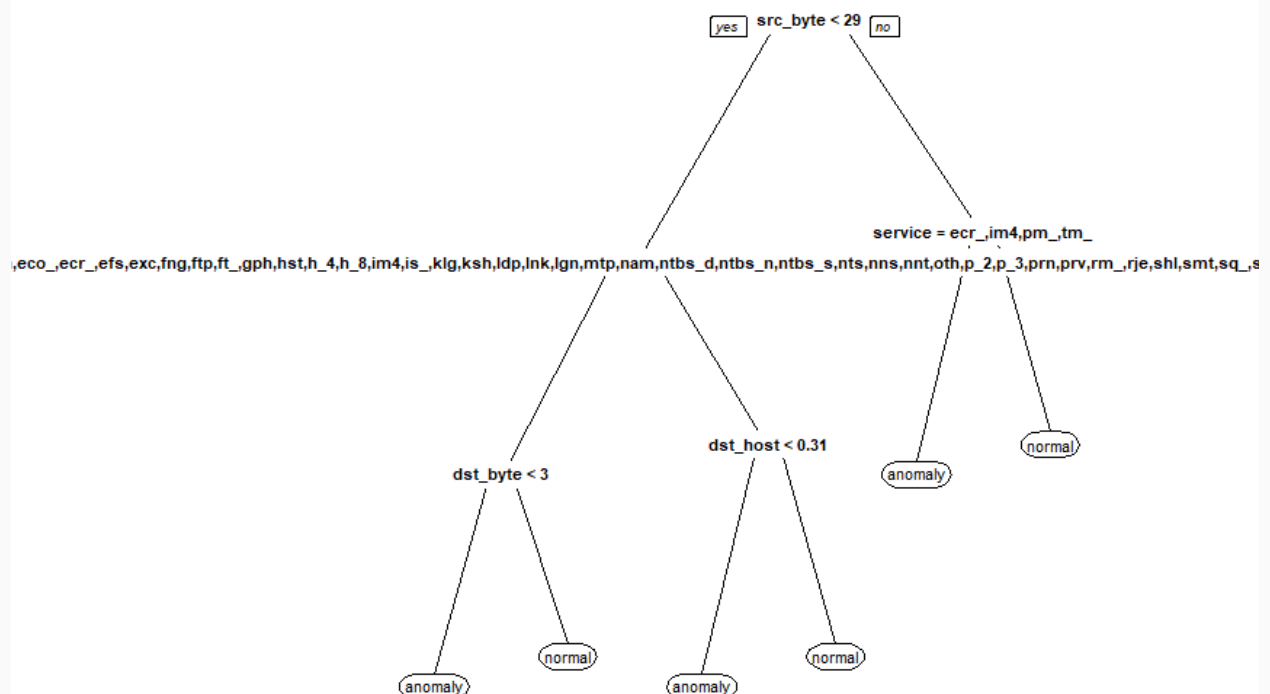 yes src_byte < 29 no
service = ecr_,im4,pm_,tm_
,eco_,ecr_,efs,exc,fng,ftp,ft_,gph,hst,h_4,h_8,im4,is_,klg,ksh,ldp,lnk,lgn,mtp,nam,ntbs_d,ntbs_n,ntbs_s,nts,nns,nnt,oth,p_2,p_3,prn,prv,rm_,rje,shl,smt,sq_,s
dst_host < 0.31
normal
dst_byte < 3
anomaly
normal
normal
anomaly
anomaly